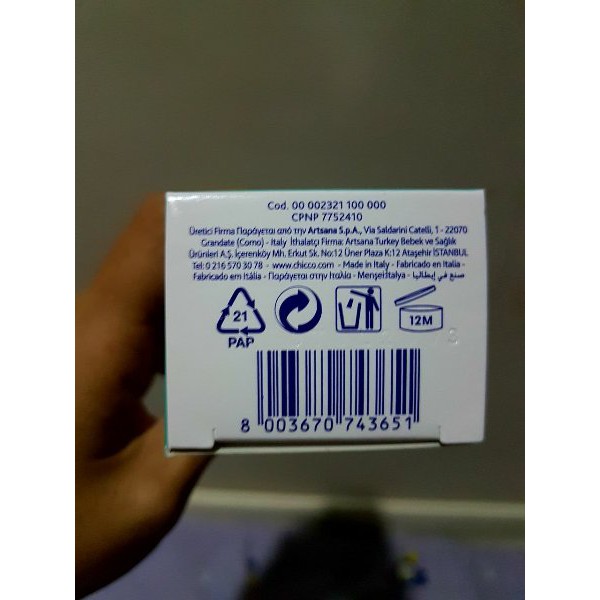 Cod. 00 002321 100 000
CPNP 7752410
Üretici Firma Παράγεται από την Artsana S.p.A., Via Saldarini Catelli, 1 - 22070
Grandate (Como) - Italy İthalatçı Firma: Artsana Turkey Bebek ve Sağlık
Ürünleri A.Ş. İçerenköy Mh. Erkut Sk. No:12 Üner Plaza K:12 Ataşehir İSTANBUL
Tel: 0 216 570 30 78 - www.chicco.com - Made in Italy - Fabricado en Italia -
Fabricado em Itália - Παράγεται στην Ιταλία - Menşei:İtalya - صنع في إيطاليا
21
PAP
12M
8 003670 743651